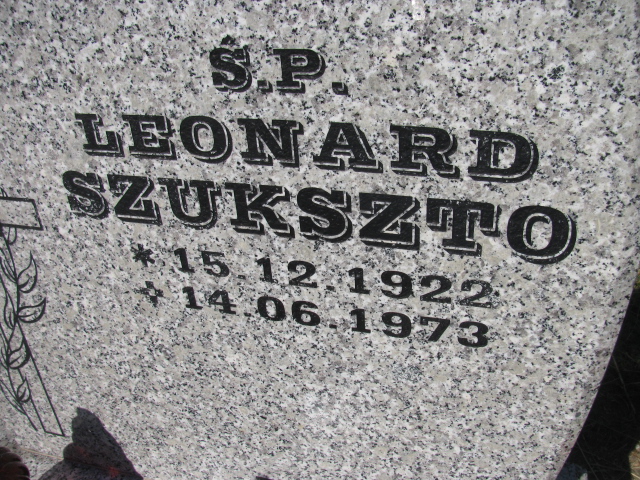 Ś.P.
LEONARD
SZUKSZTO
* 15.12.1922
+ 14.06.1973